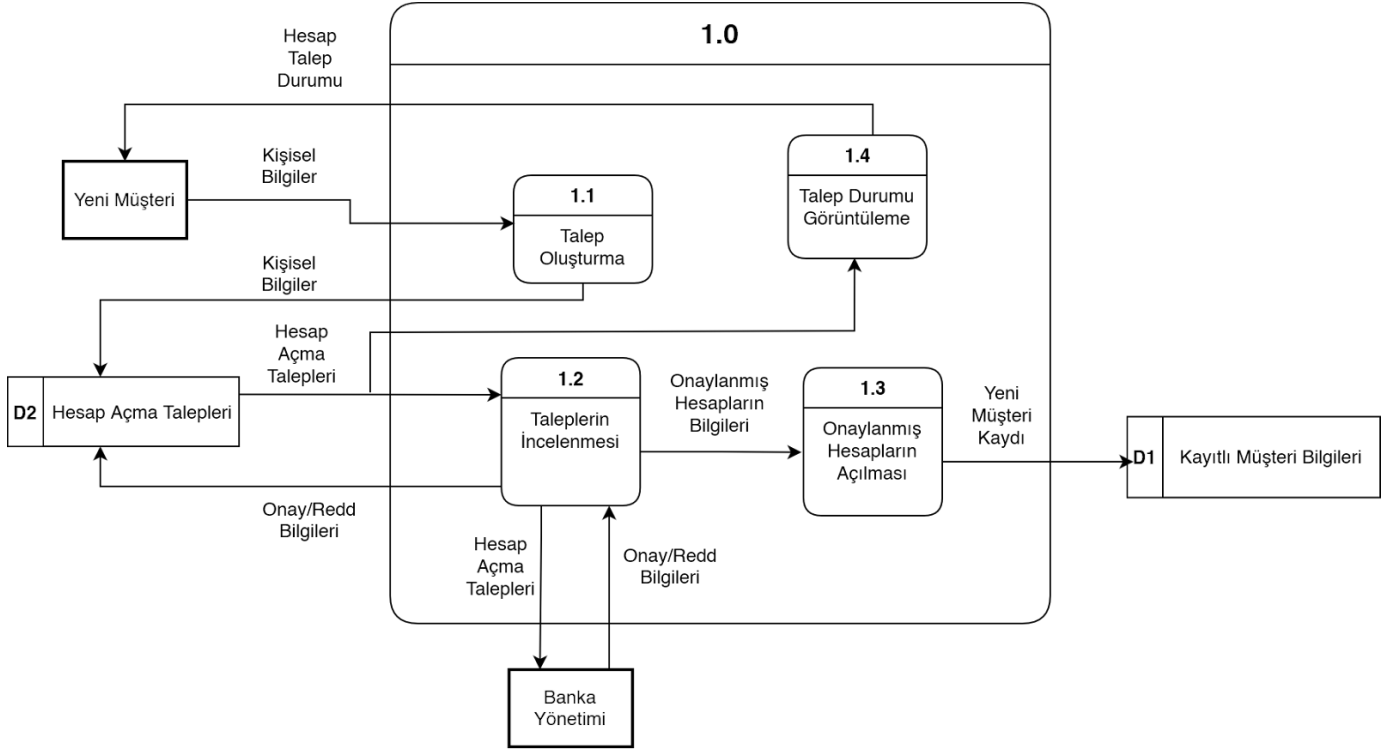 1.0
Hesap
Talep
Durumu
Yeni Müşteri
Kişisel
Bilgiler
1.1
Talep
Oluşturma
1.4
Talep Durumu
Görüntüleme
Kişisel
Bilgiler
Hesap
Açma
Talepleri
D2
Hesap Açma Talepleri
1.2
Taleplerin
İncelenmesi
Onaylanmış
Hesapların
Bilgileri
1.3
Onaylanmış
Hesapların
Açılması
Yeni
Müşteri
Kaydı
D1
Kayıtlı Müşteri Bilgileri
Onay/Redd
Bilgileri
Hesap
Açma
Talepleri
Onay/Redd
Bilgileri
Banka
Yönetimi